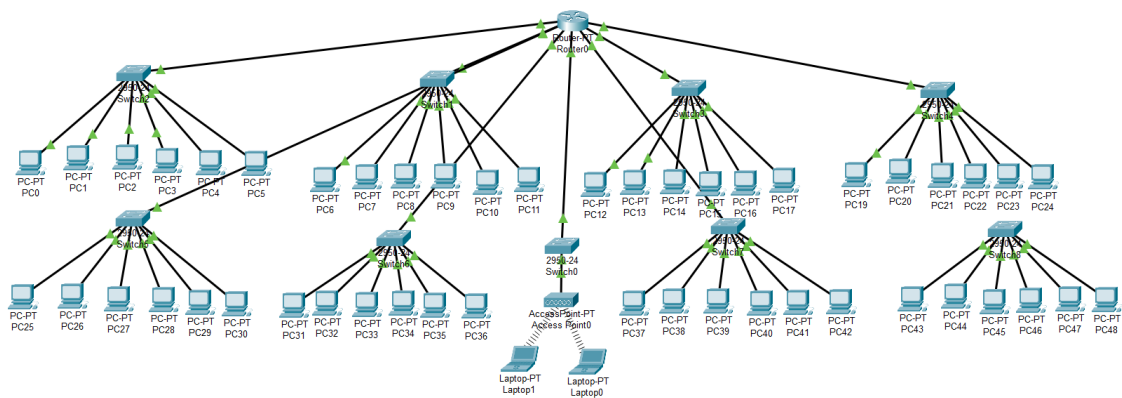 Router-PT
Router0
2950-24
Switch2
2950-24
Switch1
2950-24
Switch3
2950-24
Switch4
PC-PT
PC0
PC-PT
PC1
PC-PT
PC2
PC-PT
PC3
PC-PT
PC4
PC-PT
PC5
PC-PT
PC6
PC-PT
PC7
PC-PT
PC8
PC-PT
PC9
PC-PT
PC10
PC-PT
PC11
PC-PT
PC12
PC-PT
PC13
PC-PT
PC14
PC-PT
PC15
PC-PT
PC16
PC-PT
PC17
PC-PT
PC19
PC-PT
PC20
PC-PT
PC21
PC-PT
PC22
PC-PT
PC23
PC-PT
PC24
2950-24
Switch5
2950-24
Switch6
2950-24
Switch0
2950-24
Switch7
2950-24
Switch8
PC-PT
PC25
PC-PT
PC26
PC-PT
PC27
PC-PT
PC28
PC-PT
PC29
PC-PT
PC30
PC-PT
PC31
PC-PT
PC32
PC-PT
PC33
PC-PT
PC34
PC-PT
PC35
PC-PT
PC36
AccessPoint-PT
Access Point0
PC-PT
PC37
PC-PT
PC38
PC-PT
PC39
PC-PT
PC40
PC-PT
PC41
PC-PT
PC42
PC-PT
PC43
PC-PT
PC44
PC-PT
PC45
PC-PT
PC46
PC-PT
PC47
PC-PT
PC48
Laptop-PT
Laptop1
Laptop-PT
Laptop0